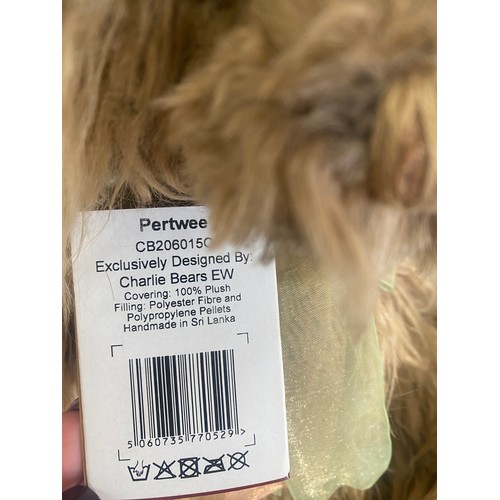 Pertwee
CB206015O
Exclusively Designed By:
Charlie Bears EW
Covering: 100% Plush
Filling: Polyester Fibre and
Polypropylene Pellets
Handmade in Sri Lanka
5 060735 770529 >